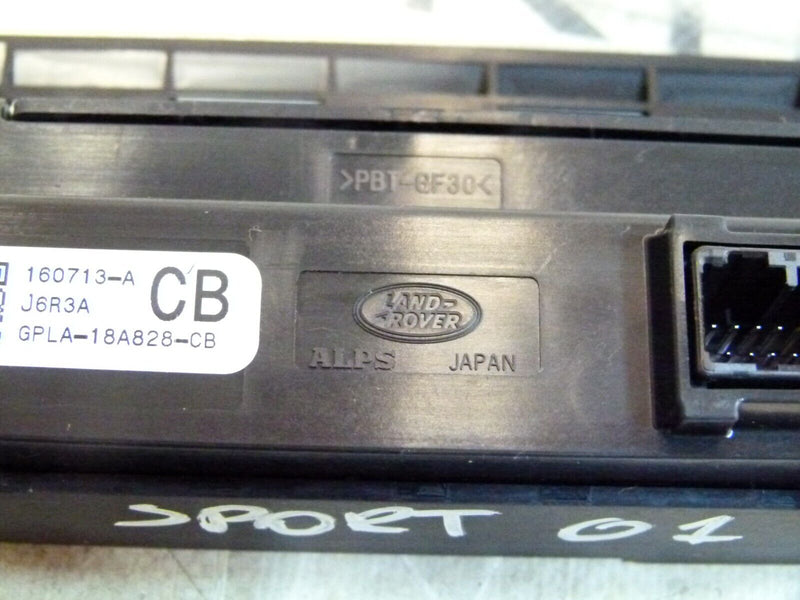 >PBT-GF30<
160713-A
CB
J6R3A
GPLA-18A828-CB
LAND-
ROVER
ALPS JAPAN
SPORT 01